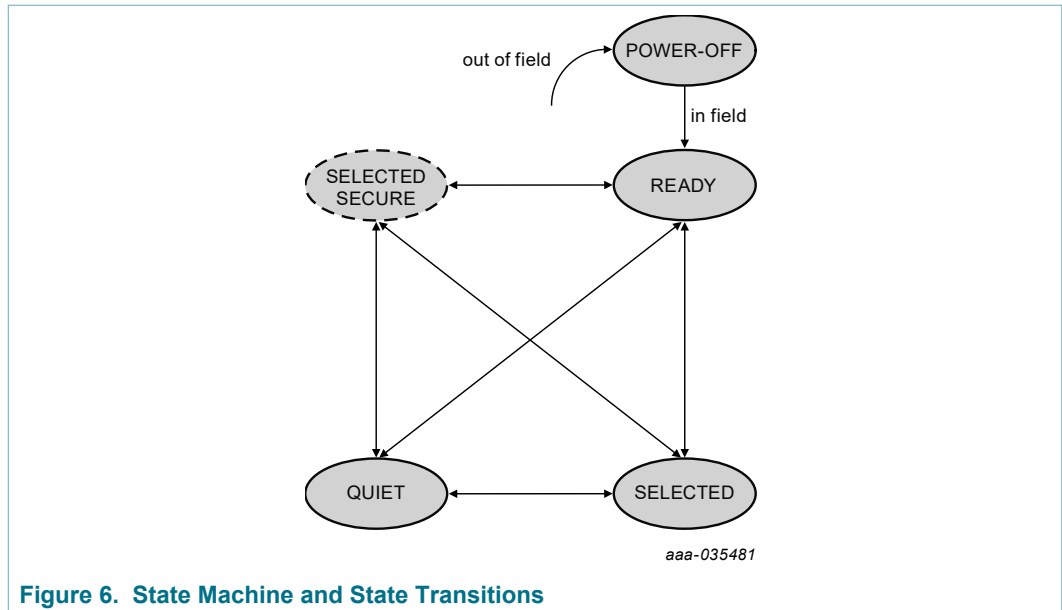 POWER-OFF
out of field
in field
SELECTED
SECURE
READY
QUIET
SELECTED
aaa-035481
Figure 6. State Machine and State Transitions